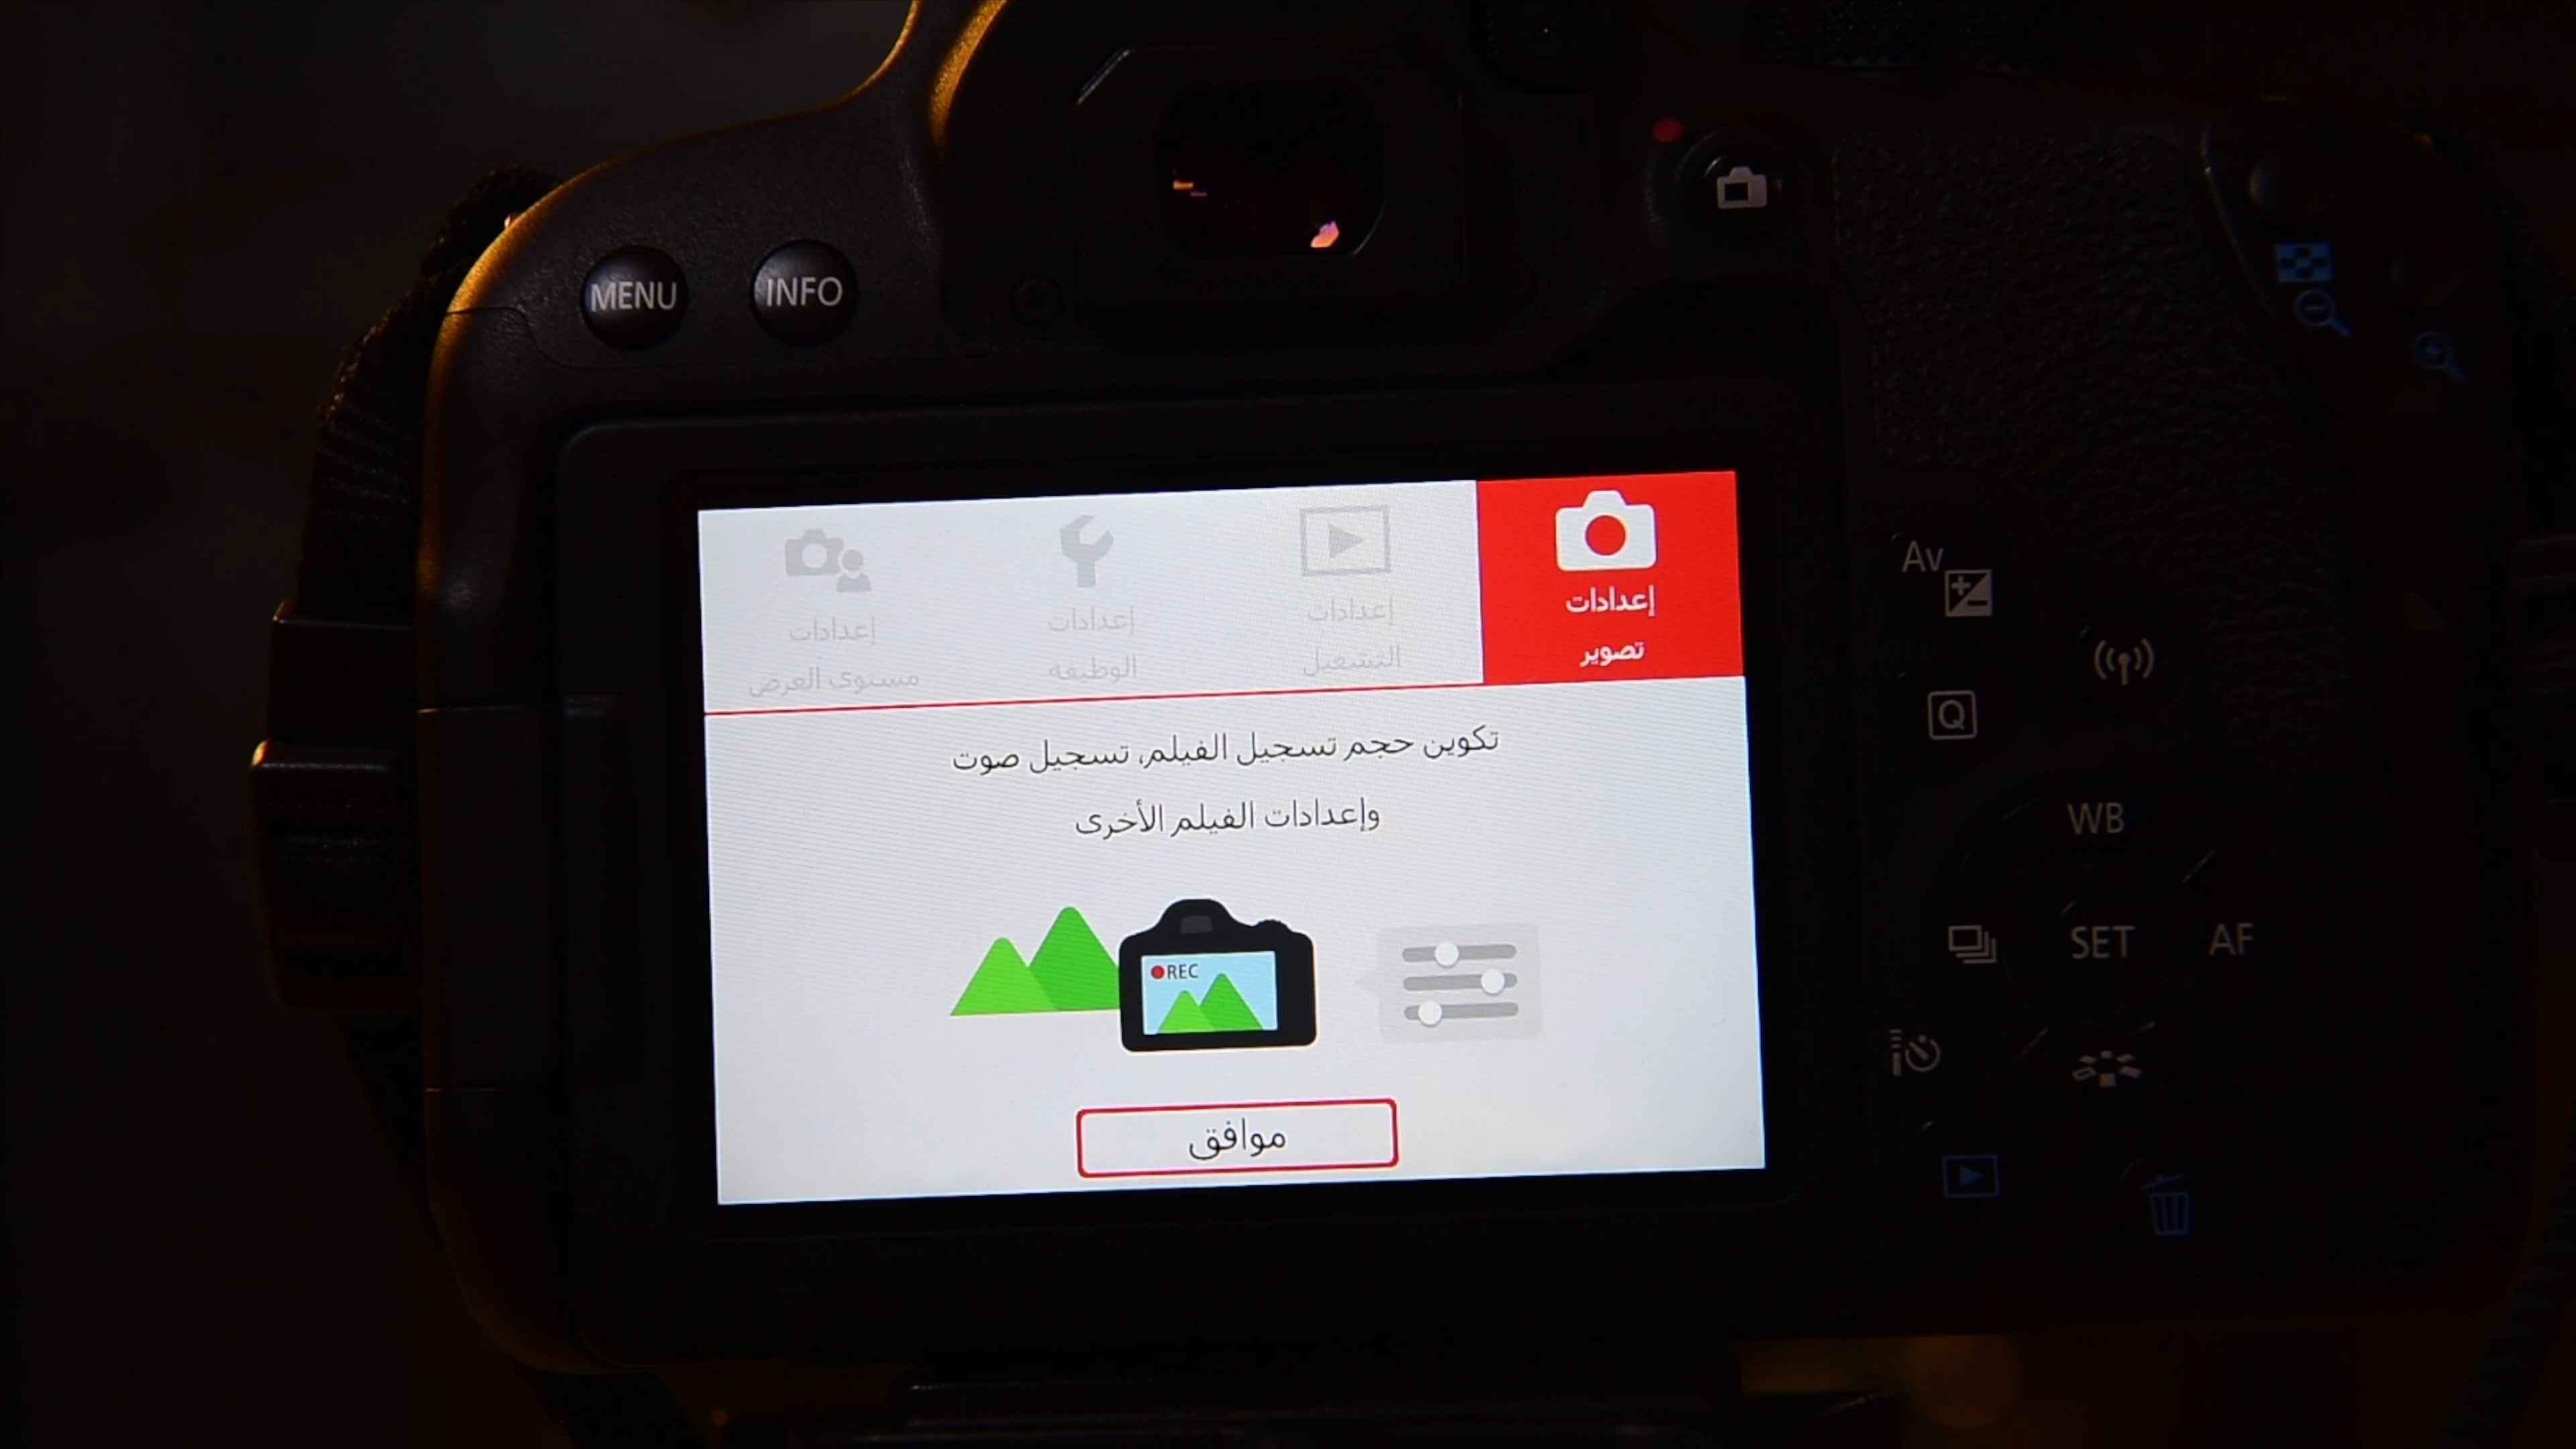 MENU
INFO
إعدادات
تصوير
إعدادات
التشغيل
إعدادات
الوظيفة
إعدادات
مستوى العرض
تكوين حجم تسجيل الفيلم، تسجيل صوت
وإعدادات الفيلم الأخرى
REC
موافق
Av
Q
WB
SET
AF